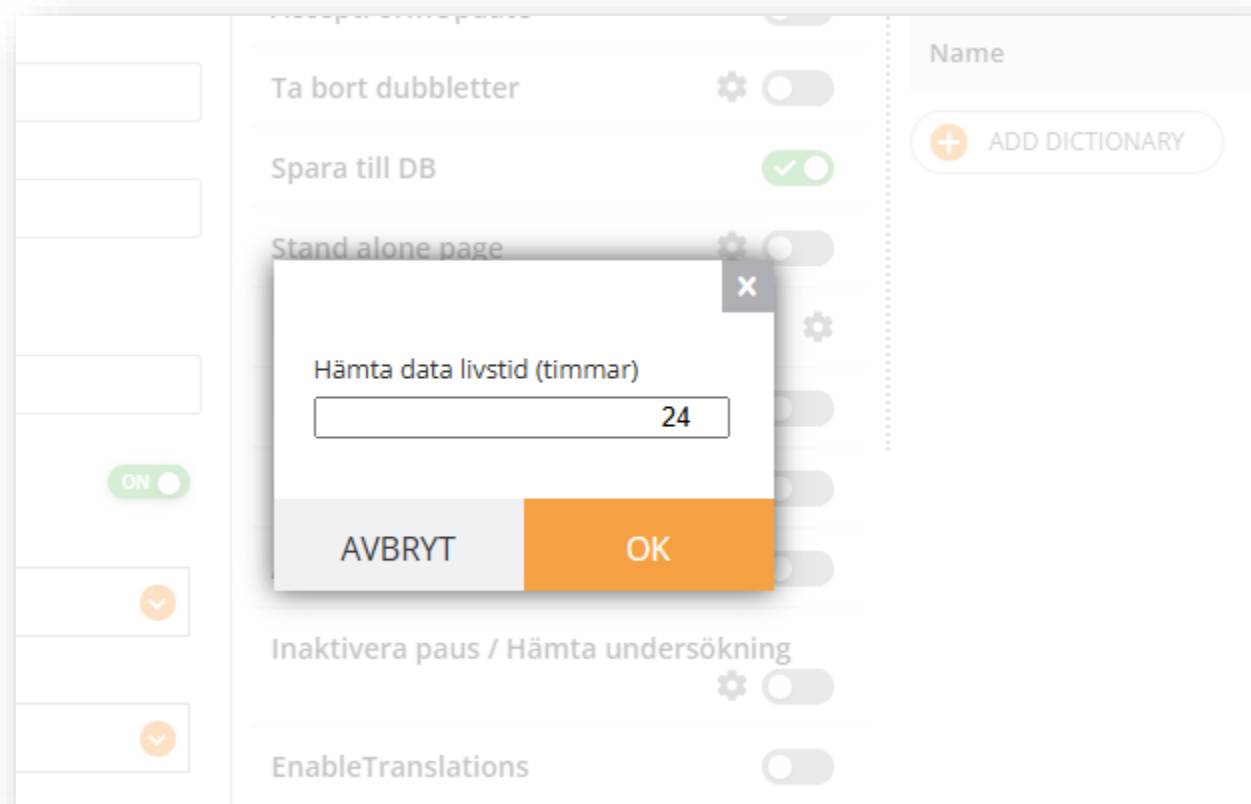 Name
Ta bort dubbletter
ADD DICTIONARY
Spara till DB
Stand alone page
Hämta data livstid (timmar)
24
ON
AVBRYT
OK
Inaktivera paus / Hämta undersökning
EnableTranslations